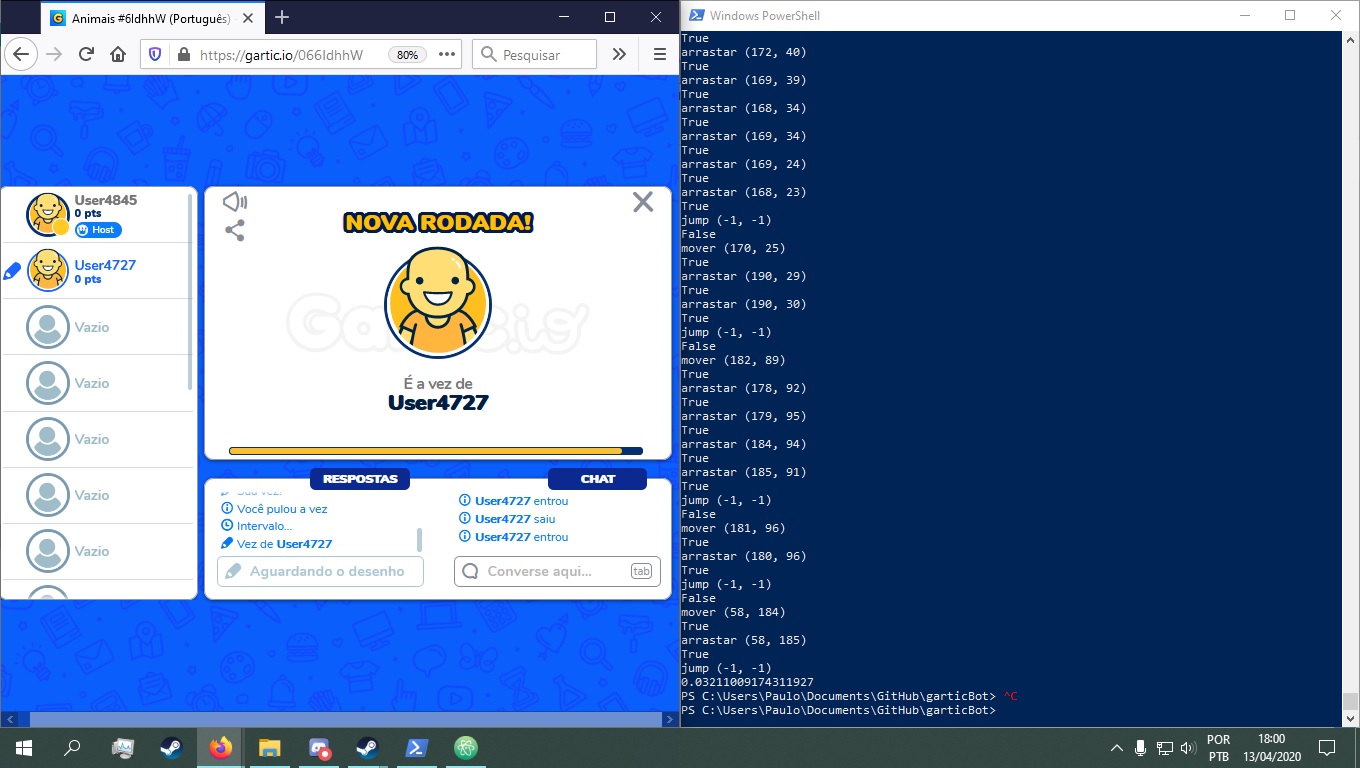 Animais #6IdhhW (Português)
https://gartic.io/066IdhhW
80%
Pesquisar
User4845
0 pts
Host
User4727
0 pts
Vazio
Vazio
Vazio
Vazio
Vazio
NOVA RODADA!
Gartic.io
É a vez de
User4727
RESPOSTAS
Sua vez!
Você pulou a vez
Intervalo...
Vez de User4727
Aguardando o desenho
CHAT
User4727 entrou
User4727 saiu
User4727 entrou
Converse aqui...
tab
Windows PowerShell
True
arrastar (172, 40)
True
arrastar (169, 39)
True
arrastar (168, 34)
True
arrastar (169, 34)
True
arrastar (169, 24)
True
arrastar (168, 23)
True
jump (-1, -1)
False
mover (170, 25)
True
arrastar (190, 29)
True
arrastar (190, 30)
True
jump (-1, -1)
False
mover (182, 89)
True
arrastar (178, 92)
True
arrastar (179, 95)
True
arrastar (184, 94)
True
arrastar (185, 91)
True
jump (-1, -1)
False
mover (181, 96)
True
arrastar (180, 96)
True
jump (-1, -1)
False
mover (58, 184)
True
arrastar (58, 185)
True
jump (-1, -1)
0.03211009174311927
PS C:\Users\Paulo\Documents\GitHub\garticBot> ^C
PS C:\Users\Paulo\Documents\GitHub\garticBot>
POR
PTB
18:00
13/04/2020